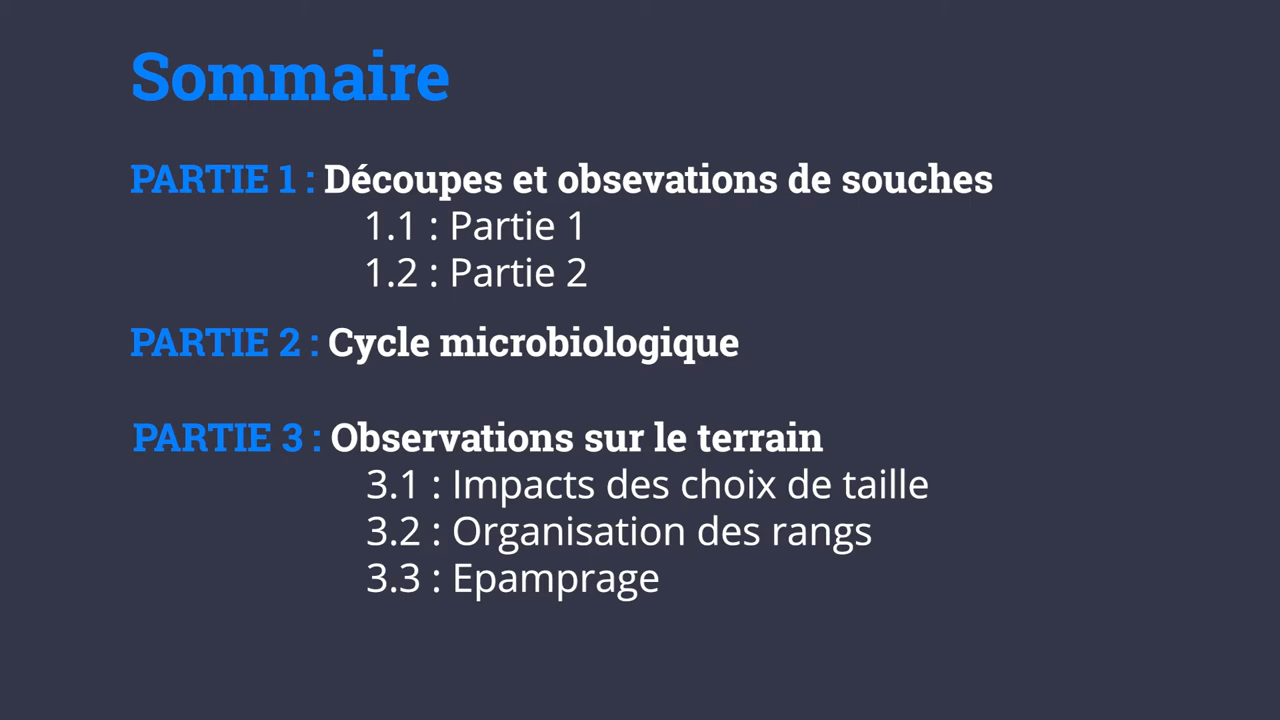 Sommaire
PARTIE 1 : Découpes et obsevations de souches
1.1 : Partie 1
1.2 : Partie 2
PARTIE 2 : Cycle microbiologique
PARTIE 3 : Observations sur le terrain
3.1 : Impacts des choix de taille
3.2 : Organisation des rangs
3.3 : Epamprage